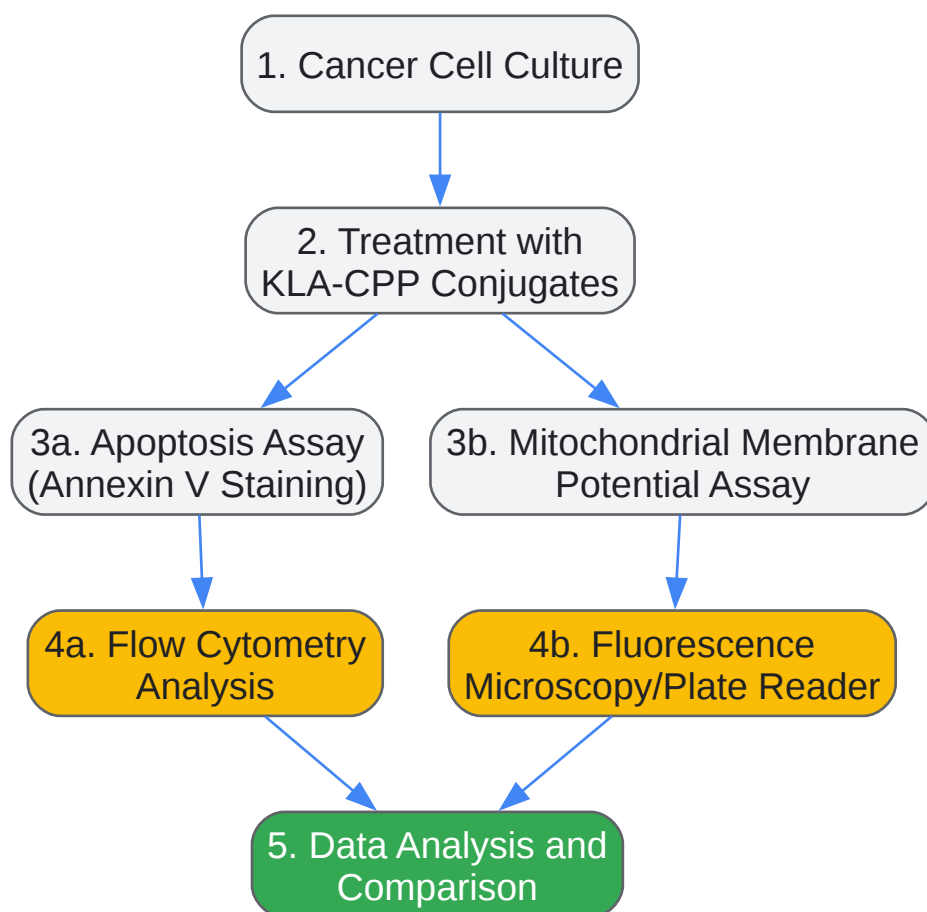 1. Cancer Cell Culture
2. Treatment with
KLA-CPP Conjugates
3a. Apoptosis Assay
(Annexin V Staining)
3b. Mitochondrial Membrane
Potential Assay
4a. Flow Cytometry
Analysis
4b. Fluorescence
Microscopy/Plate Reader
5. Data Analysis and
Comparison